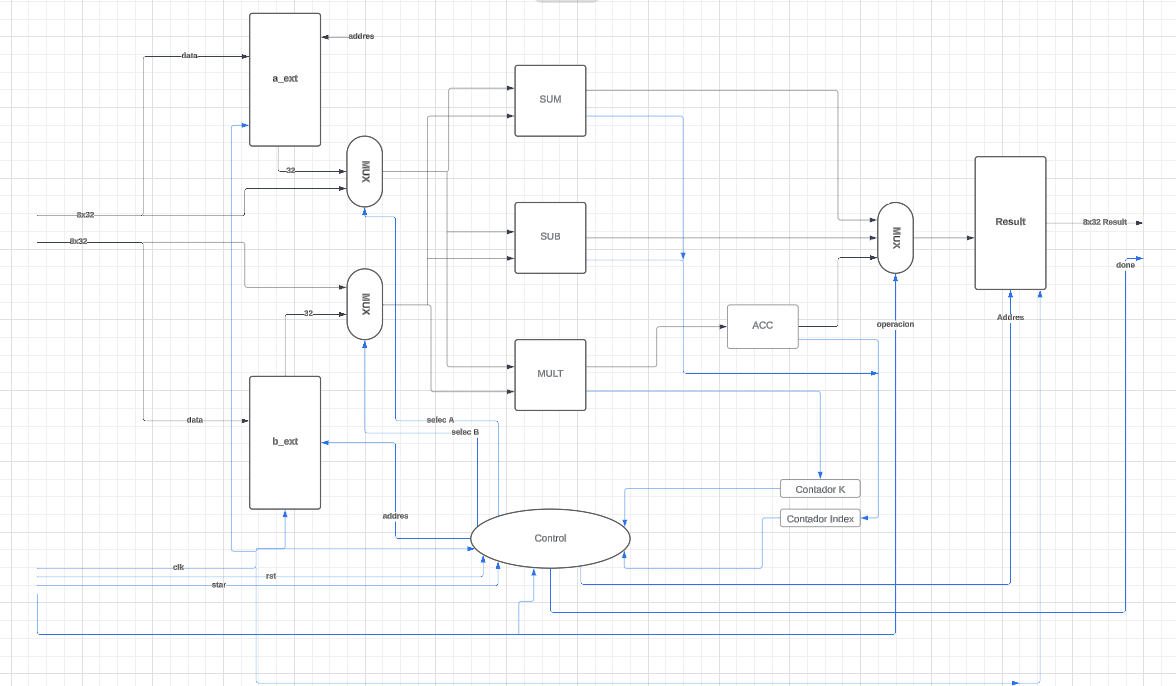 addres
data
a_ext
SUM
32
MUX
8x32
8x32
SUB
MUX
Result
8x32 Result
done
MUX
32
Addres
ACC
operacion
MULT
data
selec A
selec B
b_ext
Contador K
addres
Contador Index
Control
clk
rst
star